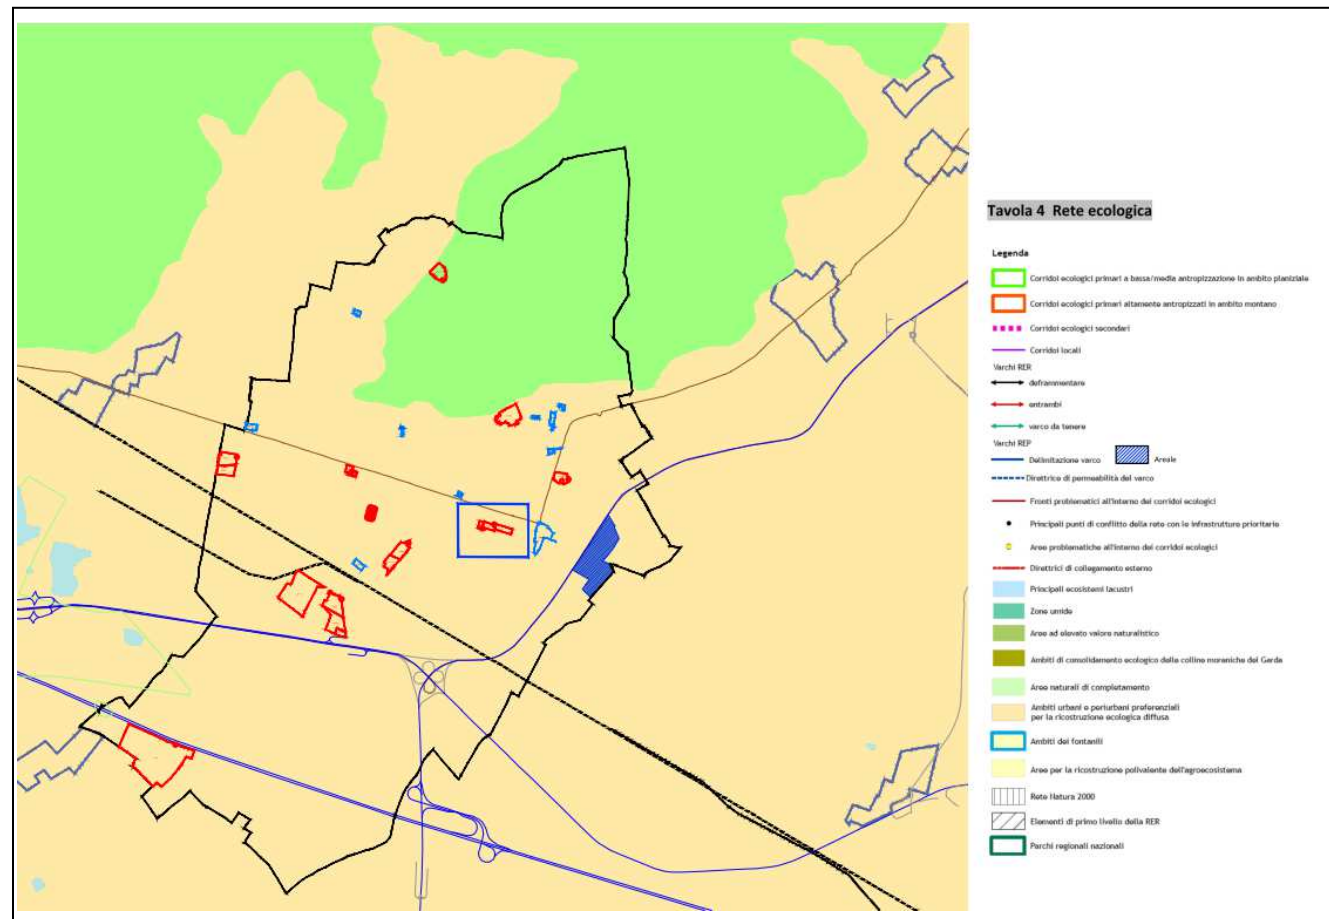 Tavola 4 Rete ecologica
Legenda
Corridoi ecologici primari a bassa/media antropizzazione in ambito planiziale
Corridoi ecologici primari altamente antropizzati in ambito montano
Corridoi ecologici secondari
Corridoi locali
Varchi RER
deframmentare
entrambi
varco da tenere
Varchi REP
Delimitazione varco
Areale
Direttrice di permeabilità del varco
Fronti problematici all'interno dei corridoi ecologici
Principali punti di conflitto della rete con le infrastrutture prioritarie
Aree problematiche all'interno dei corridoi ecologici
Direttrici di collegamento esterno
Principali ecosistemi lacustri
Zone umide
Aree ad elevato valore naturalistico
Ambiti di consolidamento ecologico delle colline moreniche del Garda
Aree naturali di completamento
Ambiti urbani e periurbani preferenziali
per la ricostruzione ecologica diffusa
Ambiti dei fontanili
Aree per la ricostruzione polivalente dell'agroecosistema
Rete Natura 2000
Elementi di primo livello della RER
Parchi regionali nazionali